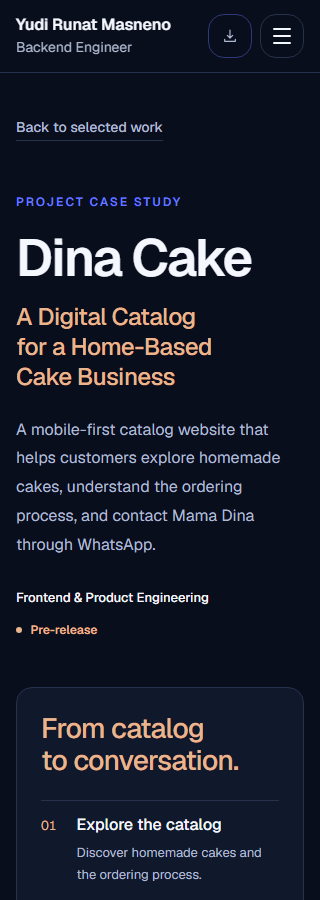 Yudi Runat Masneno
Backend Engineer
Back to selected work
PROJECT CASE STUDY
Dina Cake
A Digital Catalog
for a Home-Based
Cake Business
A mobile-first catalog website that
helps customers explore homemade
cakes, understand the ordering
process, and contact Mama Dina
through WhatsApp.
Frontend & Product Engineering
Pre-release
From catalog
to conversation.
01 Explore the catalog
Discover homemade cakes and
the ordering process.